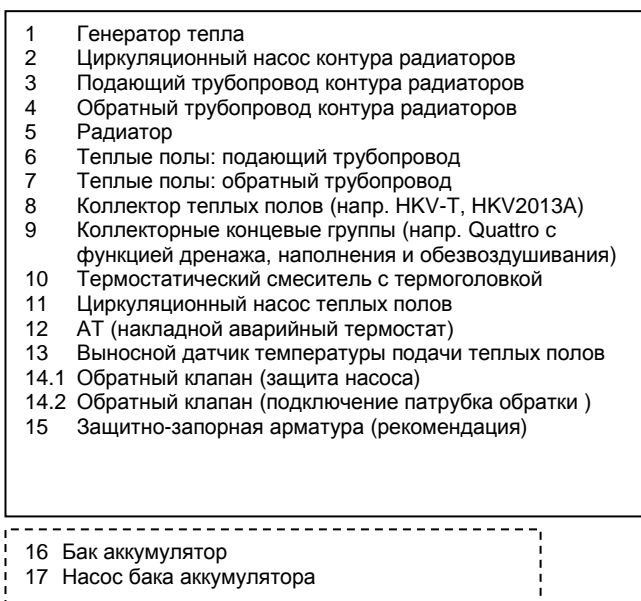 1 Генератор тепла
2 Циркуляционный насос контура радиаторов
3 Подающий трубопровод контура радиаторов
4 Обратный трубопровод контура радиаторов
5 Радиатор
6 Теплые полы: подающий трубопровод
7 Теплые полы: обратный трубопровод
8 Коллектор теплых полов (напр. HKV-T, HKV2013A)
9 Коллекторные концевые группы (напр. Quattro с
функцией дренажа, наполнения и обезвоздушивания)
10 Термостатический смеситель с термоголовкой
11 Циркуляционный насос теплых полов
12 АТ (накладной аварийный термостат)
13 Выносной датчик температуры подачи теплых полов
14.1 Обратный клапан (защита насоса)
14.2 Обратный клапан (подключение патрубка обратки )
15 Защитно-запорная арматура (рекомендация)
16 Бак аккумулятор
17 Насос бака аккумулятора